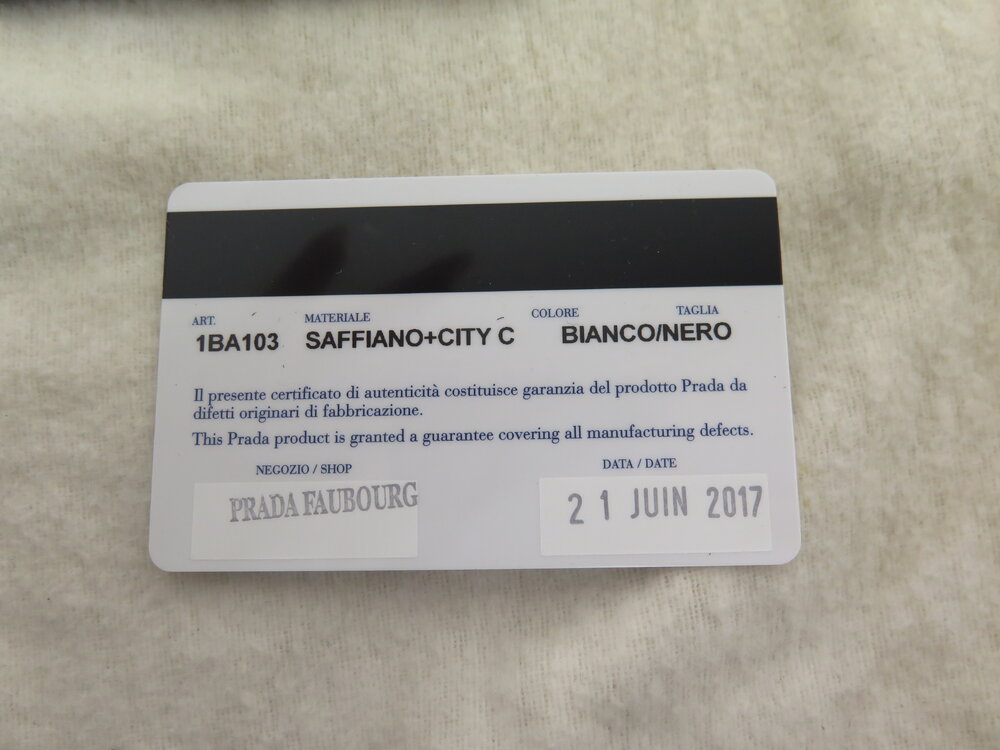 ART. MATERIALE COLORE TAGLIA
1BA103 SAFFIANO+CITY C BIANCO/NERO
Il presente certificato di autenticità costituisce garanzia del prodotto Prada da
difetti originari di fabbricazione.
This Prada product is granted a guarantee covering all manufacturing defects.
NEGOZIO / SHOP DATA / DATE
PRADA FAUBOURG 21 JUIN 2017